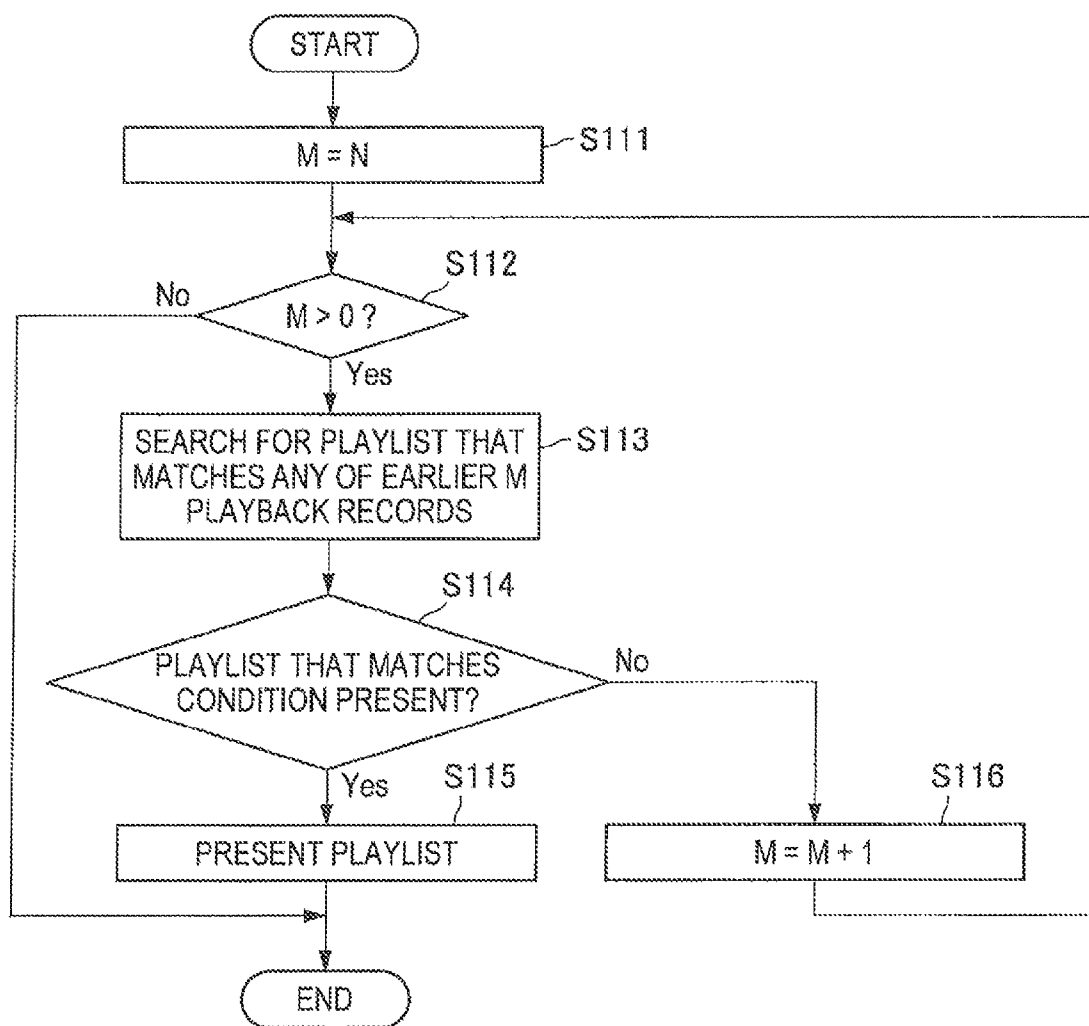 START
M = N
S111
S112
No
M > 0 ?
Yes
SEARCH FOR PLAYLIST THAT
MATCHES ANY OF EARLIER M
PLAYBACK RECORDS
S113
S114
PLAYLIST THAT MATCHES
CONDITION PRESENT?
No
Yes
S115
PRESENT PLAYLIST
S116
M = M + 1
END